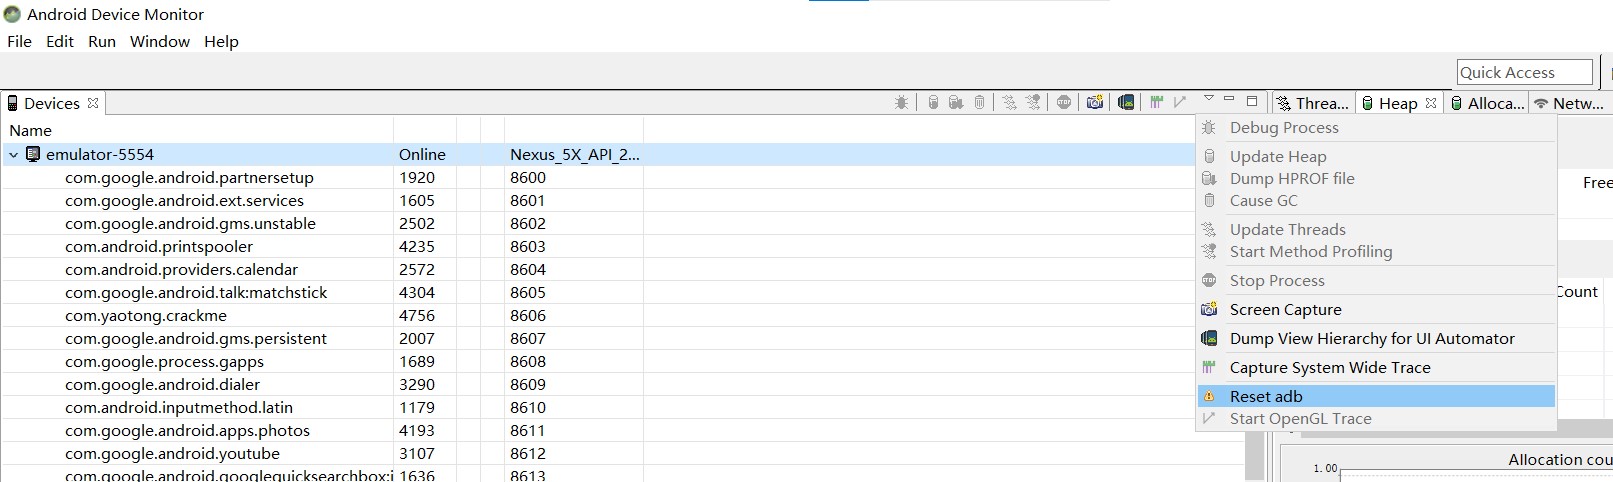 Android Device Monitor
File Edit Run Window Help
Quick Access
Devices Threa... Heap Alloca... Netw...
Name
emulator-5554 Online Nexus_5X_API_2...
com.google.android.partnersetup 1920 8600
com.google.android.ext.services 1605 8601
com.google.android.gms.unstable 2502 8602
com.android.printspooler 4235 8603
com.android.providers.calendar 2572 8604
com.google.android.talk:matchstick 4304 8605
com.yaotong.crackme 4756 8606
com.google.android.gms.persistent 2007 8607
com.google.process.gapps 1689 8608
com.google.android.dialer 3290 8609
com.android.inputmethod.latin 1179 8610
com.google.android.apps.photos 4193 8611
com.google.android.youtube 3107 8612
com.google.android.googlequicksearchbox:i 1636 8613
Debug Process
Update Heap
Dump HPROF file
Cause GC
Update Threads
Start Method Profiling
Stop Process
Screen Capture
Dump View Hierarchy for UI Automator
Capture System Wide Trace
Reset adb
Start OpenGL Trace
Free
Count
Allocation cou
1.00